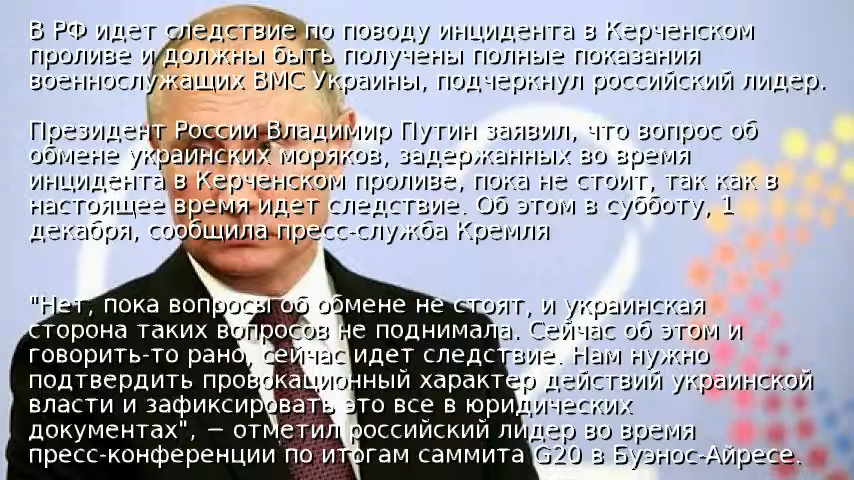 В РФ идет следствие по поводу инцидента в Керченском
проливе и должны быть получены полные показания
военнослужащих ВМС Украины, подчеркнул российский лидер.
Президент России Владимир Путин заявил, что вопрос об
обмене украинских моряков, задержанных во время
инцидента в Керченском проливе, пока не стоит, так как в
настоящее время идет следствие. Об этом в субботу, 1
декабря, сообщила пресс-служба Кремля
"Нет, пока вопросы об обмене не стоят, и украинская
сторона таких вопросов не поднимала. Сейчас об этом и
говорить-то рано, сейчас идет следствие. Нам нужно
подтвердить провокационный характер действий украинской
власти и зафиксировать это все в юридических
документах", − отметил российский лидер во время
пресс-конференции по итогам саммита G20 в Буэнос-Айресе.